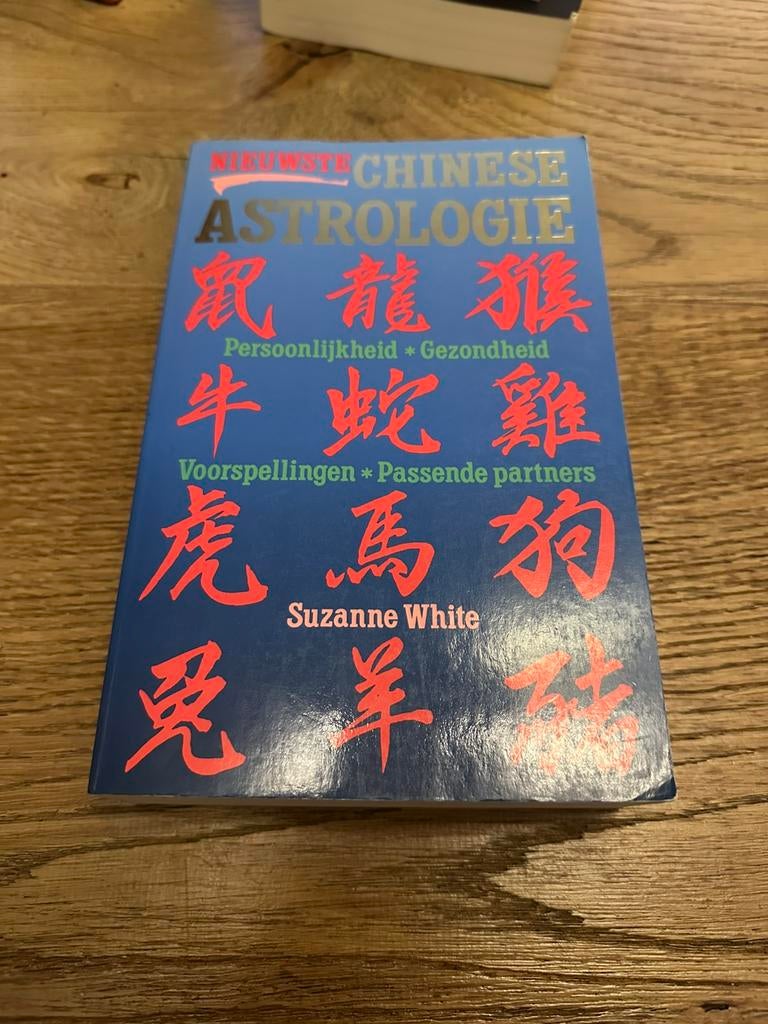 NIEUWSTE CHINESE
ASTROLOGIE
鼠 龍 猴
Persoonlijkheid * Gezondheid
牛 蛇 雞
Voorspellingen * Passende partners
虎 馬 狗
Suzanne White
兔 羊 豬